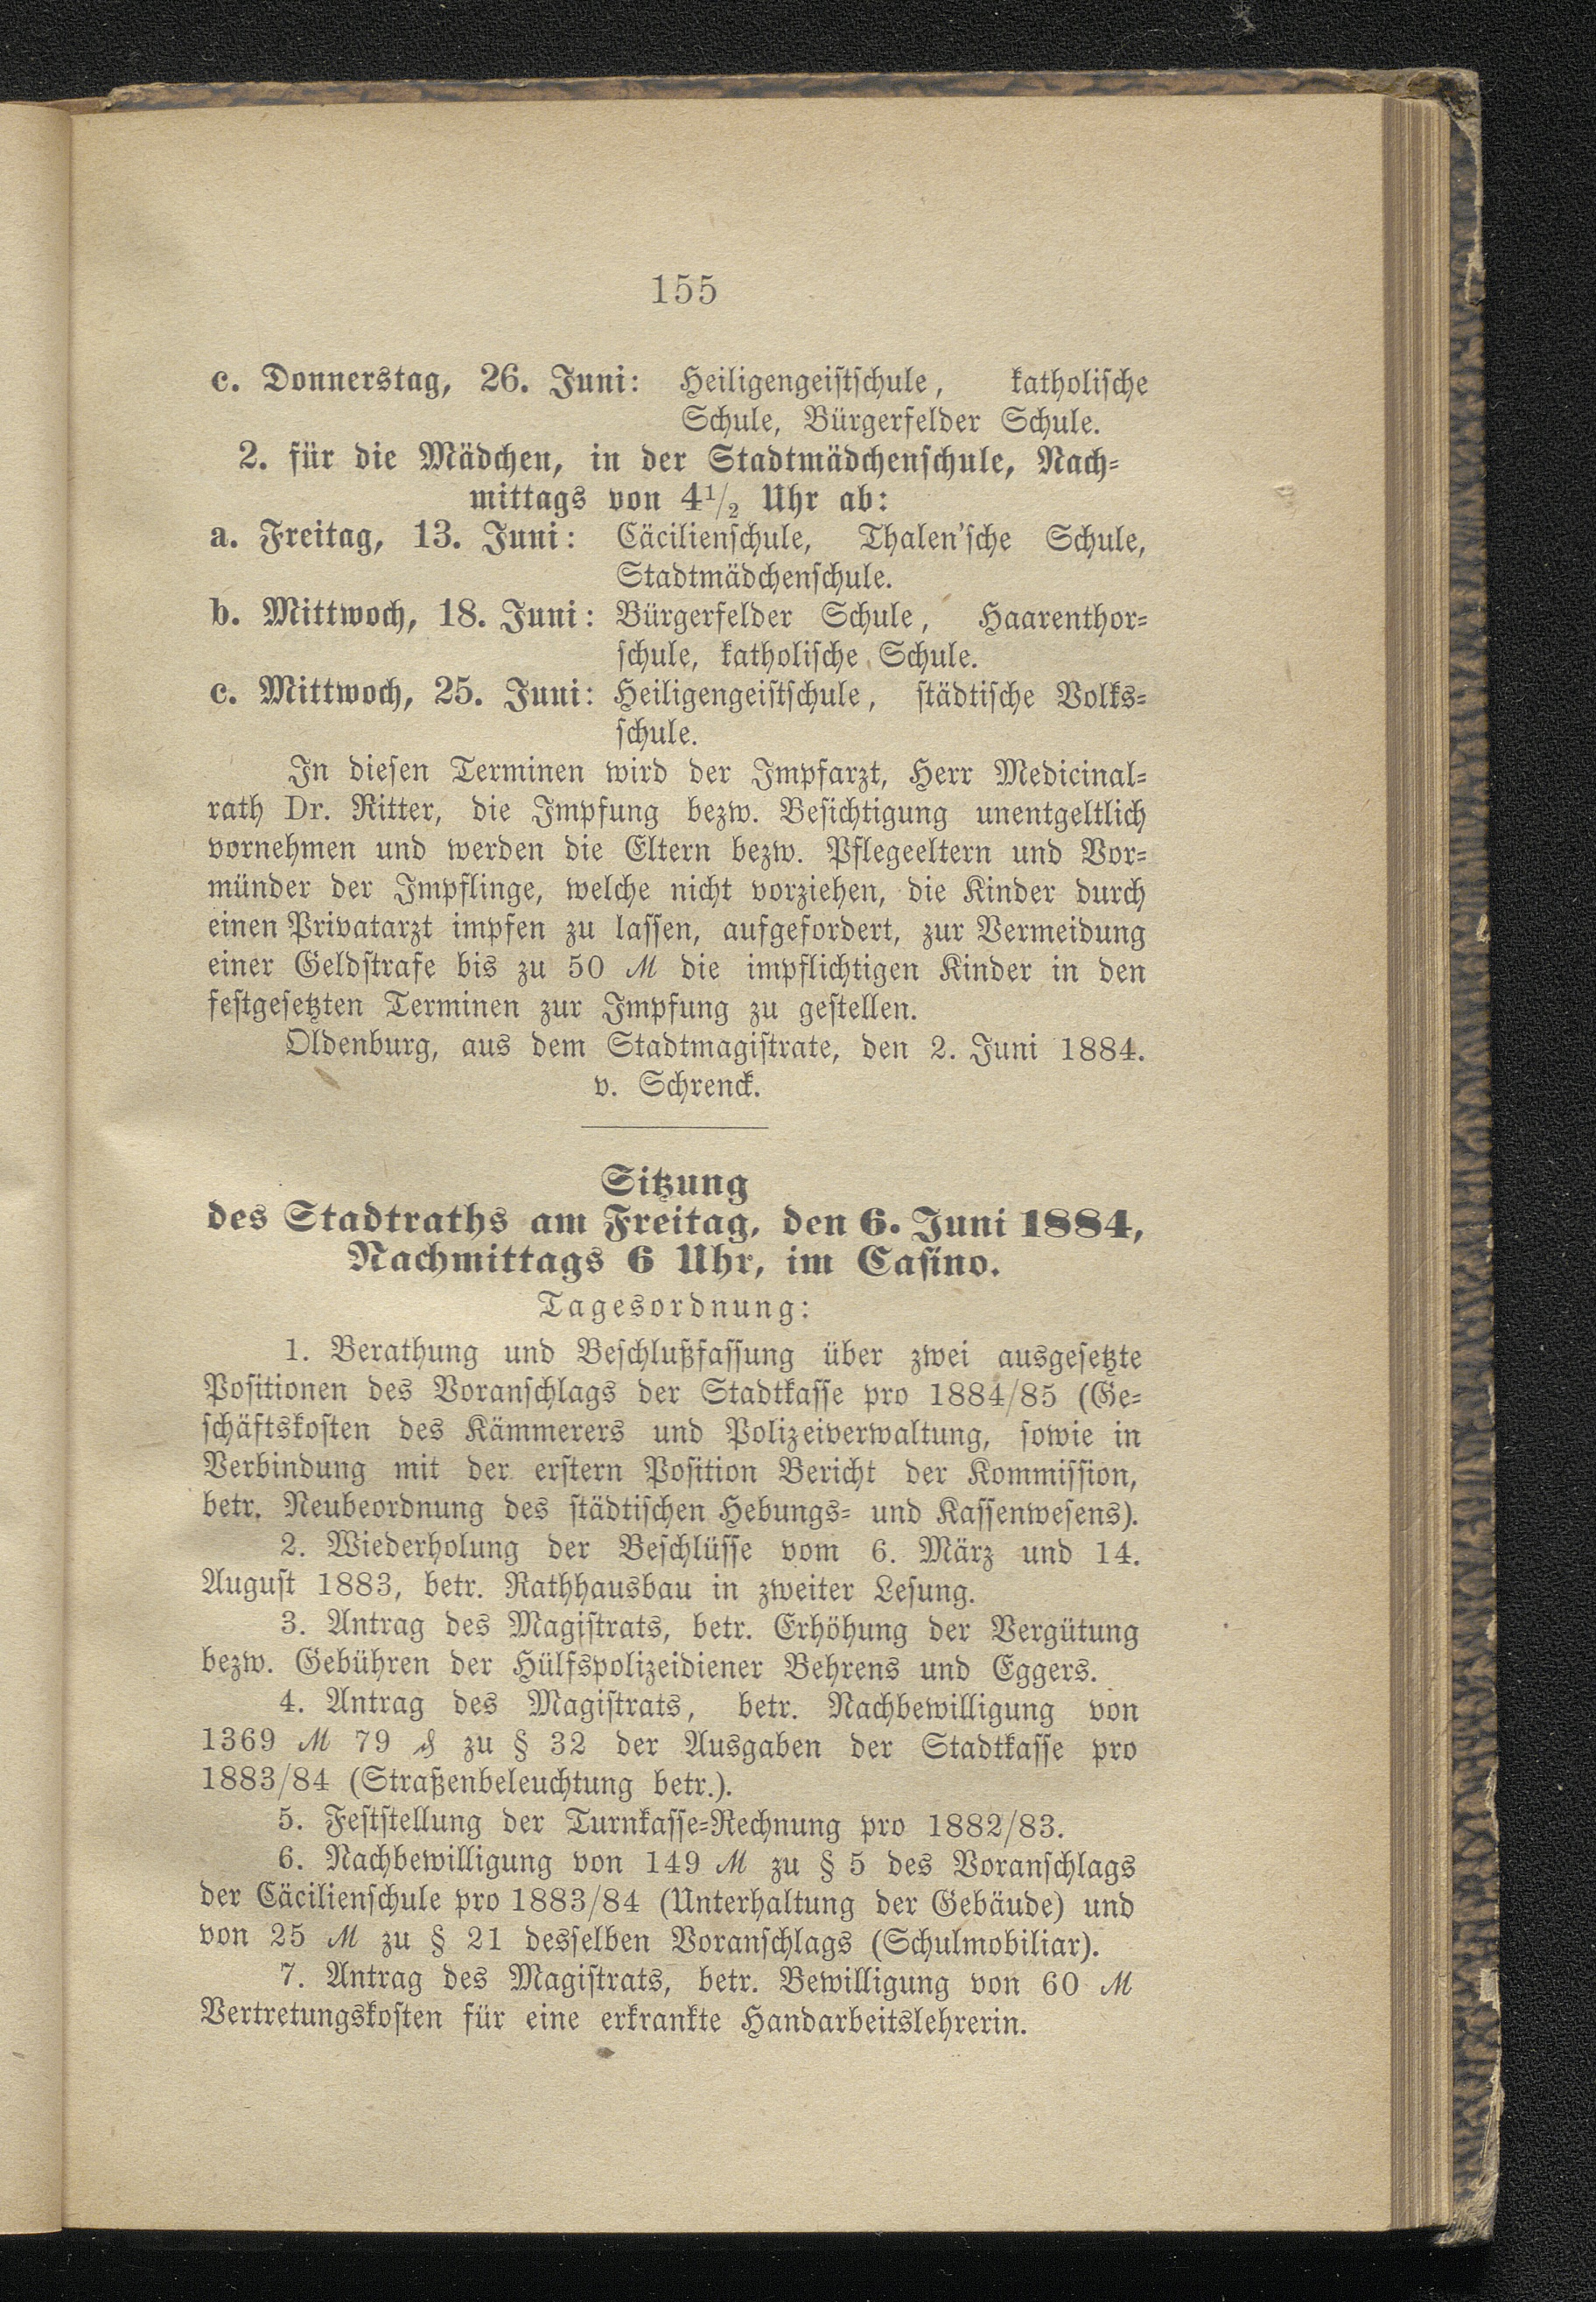 155
c. Donnerstag, 26. Juni: Heiligengeistschule, katholische
Schule, Bürgerfelder Schule.
2. für die Mädchen, in der Stadtmädchenschule, Nach-
mittags von 4 1/2 Uhr ab:
a. Freitag, 13. Juni: Cäcilienschule, Thalen'sche Schule,
Stadtmädchenschule.
b. Mittwoch, 18. Juni: Bürgerfelder Schule, Haarenthor-
schule, katholische Schule.
c. Mittwoch, 25. Juni: Heiligengeistschule, städtische Volks-
schule.
In diesen Terminen wird der Impfarzt, Herr Medicinal-
rath Dr. Ritter, die Impfung bezw. Besichtigung unentgeltlich
vornehmen und werden die Eltern bezw. Pflegeeltern und Vor-
münder der Impflinge, welche nicht vorziehen, die Kinder durch
einen Privatarzt impfen zu lassen, aufgefordert, zur Vermeidung
einer Geldstrafe bis zu 50 ℳ die impflichtigen Kinder in den
festgesetzten Terminen zur Impfung zu gestellen.
Oldenburg, aus dem Stadtmagistrate, den 2. Juni 1884.
v. Schrenck.
Sitzung
des Stadtraths am Freitag, den 6. Juni 1884,
Nachmittags 6 Uhr, im Casino.
Tagesordnung:
1. Berathung und Beschlußfassung über zwei ausgesetzte
Positionen des Voranschlags der Stadtkasse pro 1884/85 (Ge-
schäftskosten des Kämmerers und Polizeiverwaltung, sowie in
Verbindung mit der erstern Position Bericht der Kommission,
betr. Neubeordnung des städtischen Hebungs- und Kassenwesens).
2. Wiederholung der Beschlüsse vom 6. März und 14.
August 1883, betr. Rathhausbau in zweiter Lesung.
3. Antrag des Magistrats, betr. Erhöhung der Vergütung
bezw. Gebühren der Hülfspolizeidiener Behrens und Eggers.
4. Antrag des Magistrats, betr. Nachbewilligung von
1369 ℳ 79 ₰ zu § 32 der Ausgaben der Stadtkasse pro
1883/84 (Straßenbeleuchtung betr.).
5. Feststellung der Turnkasse-Rechnung pro 1882/83.
6. Nachbewilligung von 149 ℳ zu § 5 des Voranschlags
der Cäcilienschule pro 1883/84 (Unterhaltung der Gebäude) und
von 25 ℳ zu § 21 desselben Voranschlags (Schulmobiliar).
7. Antrag des Magistrats, betr. Bewilligung von 60 ℳ
Vertretungskosten für eine erkrankte Handarbeitslehrerin.